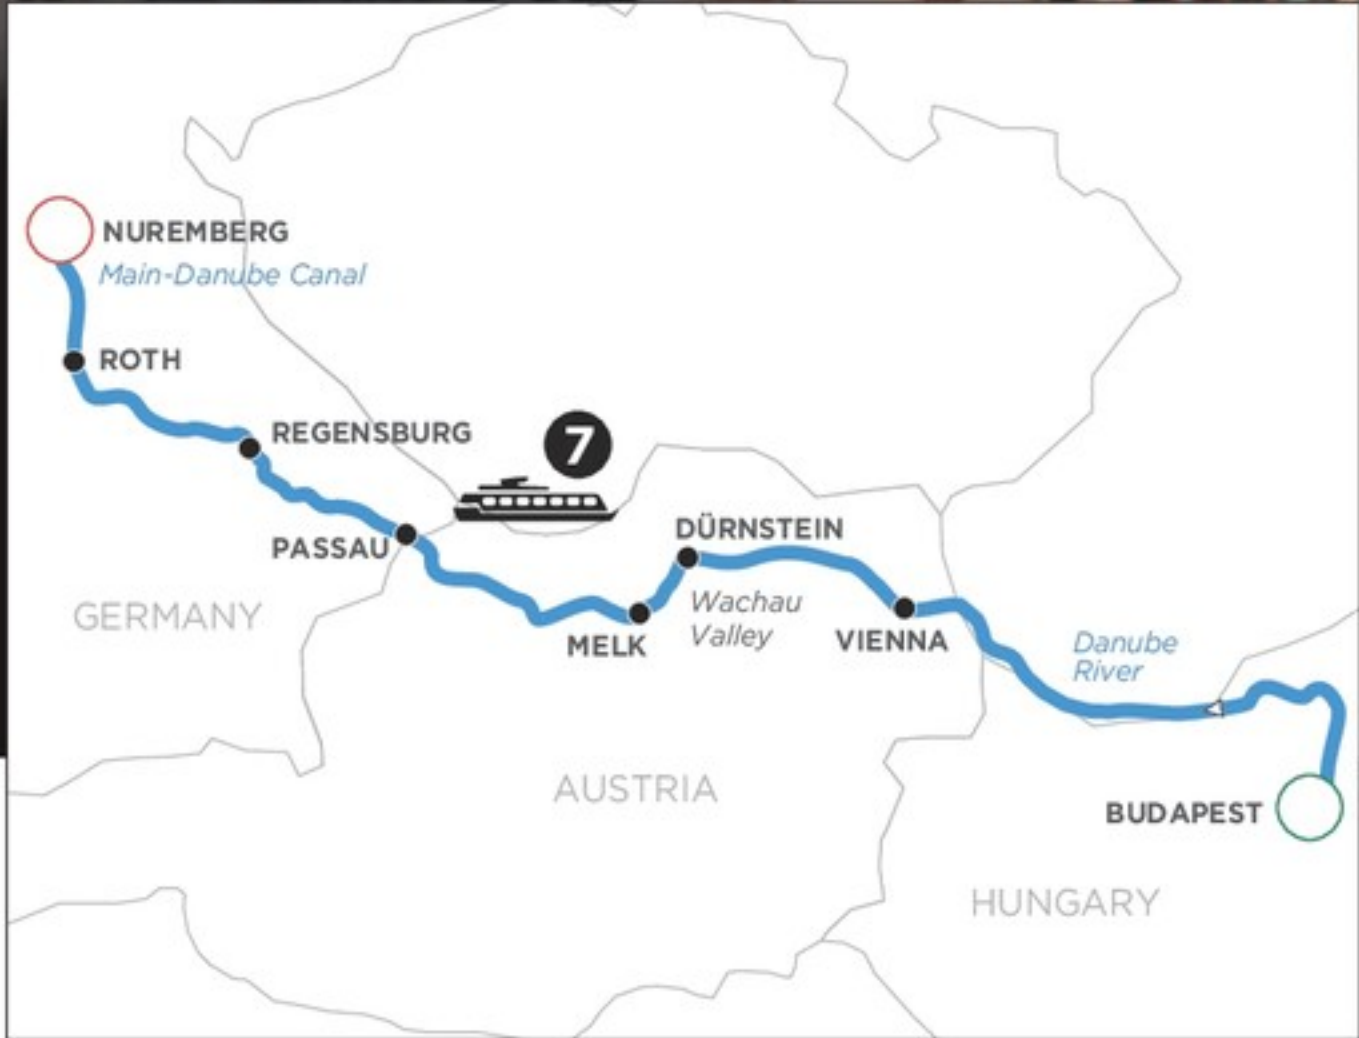 NUREMBERG
Main-Danube Canal
ROTH
REGENSBURG
7
PASSAU
DÜRNSTEIN
GERMANY
Wachau
Valley
MELK
VIENNA
Danube
River
AUSTRIA
BUDAPEST
HUNGARY